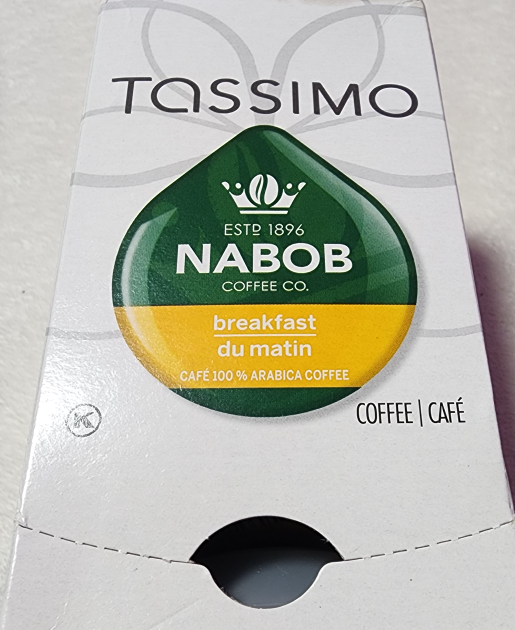 TASSIMO
ESTD 1896
NABOB
COFFEE CO.
breakfast
du matin
CAFÉ 100 % ARABICA COFFEE
K
COFFEE | CAFÉ